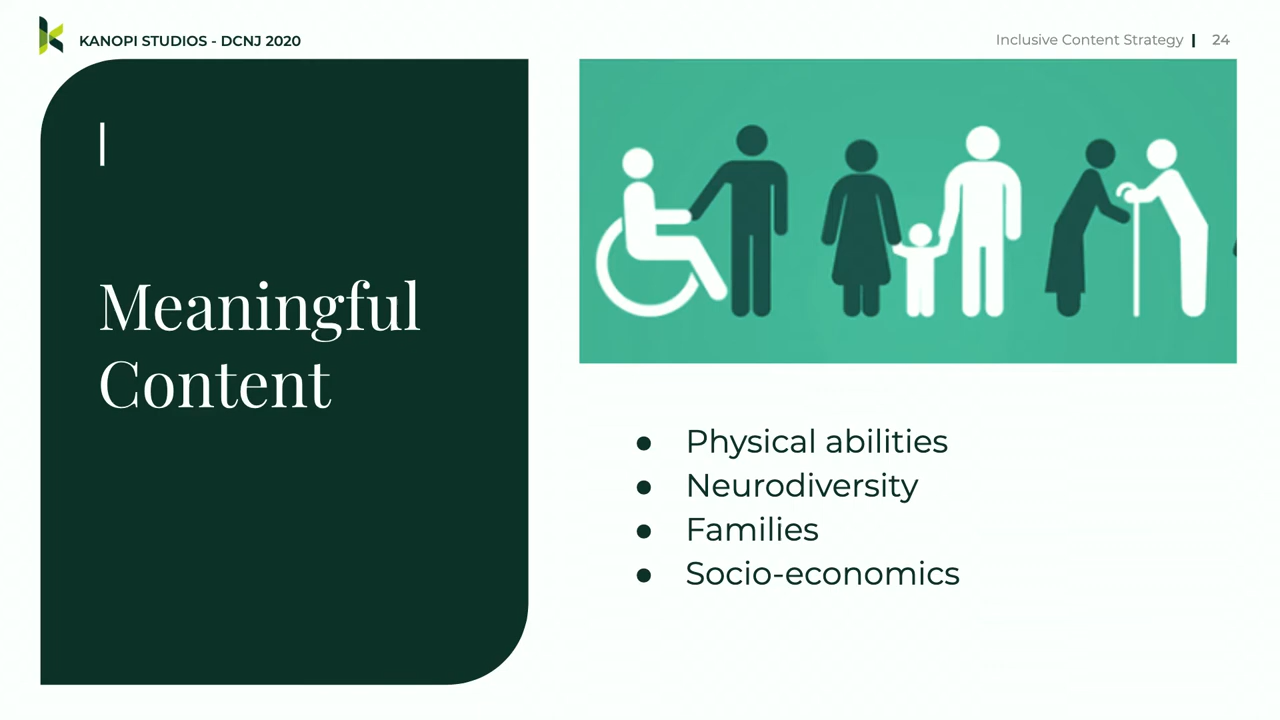 KANOPI STUDIOS - DCNJ 2020
Inclusive Content Strategy | 24
Meaningful
Content
● Physical abilities
● Neurodiversity
● Families
● Socio-economics